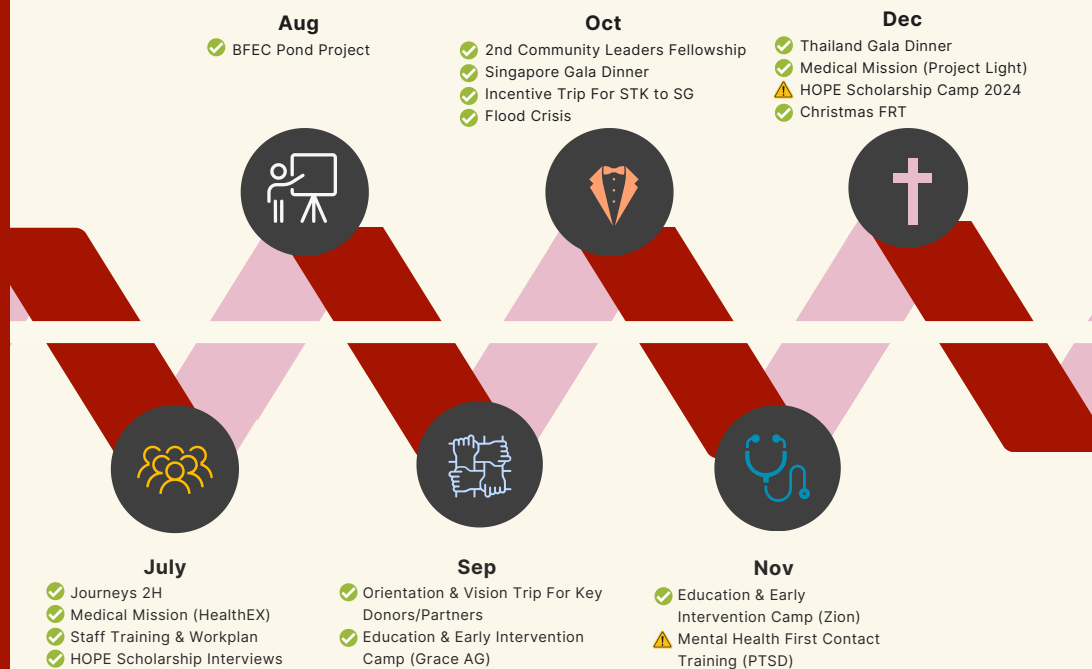 Aug
BFEC Pond Project
Oct
2nd Community Leaders Fellowship
Singapore Gala Dinner
Incentive Trip For STK to SG
Flood Crisis
Dec
Thailand Gala Dinner
Medical Mission (Project Light)
HOPE Scholarship Camp 2024
Christmas FRT
July
Journeys 2H
Medical Mission (HealthEX)
Staff Training & Workplan
HOPE Scholarship Interviews
Sep
Orientation & Vision Trip For Key
Donors/Partners
Education & Early Intervention
Camp (Grace AG)
Nov
Education & Early
Intervention Camp (Zion)
Mental Health First Contact
Training (PTSD)